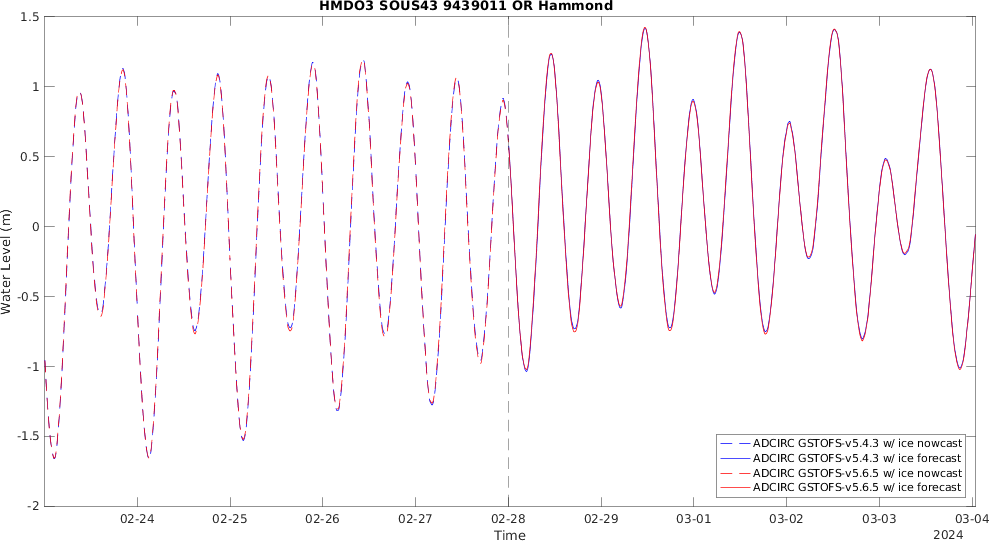 HMDO3 SOUS43 9439011 OR Hammond
1.5
1
0.5
0
-0.5
-1
-1.5
-2
Water Level (m)
ADCIRC GSTOFS-v5.4.3 w/ ice nowcast
ADCIRC GSTOFS-v5.4.3 w/ ice forecast
ADCIRC GSTOFS-v5.6.5 w/ ice nowcast
ADCIRC GSTOFS-v5.6.5 w/ ice forecast
02-24 02-25 02-26 02-27 02-28 02-29 03-01 03-02 03-03 03-04
Time
2024